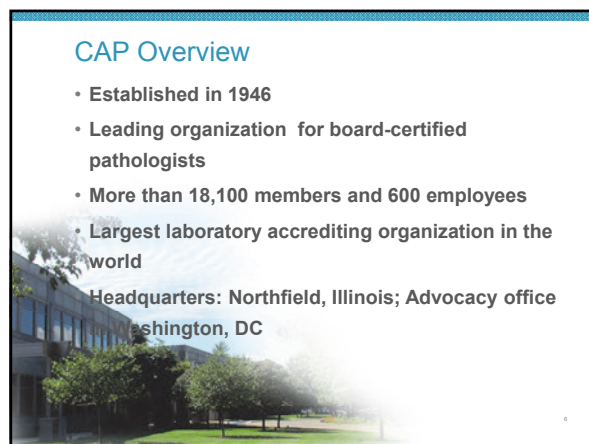 CAP Overview
• Established in 1946
• Leading organization for board-certified
pathologists
• More than 18,100 members and 600 employees
• Largest laboratory accrediting organization in the
world
Headquarters: Northfield, Illinois; Advocacy office
in Washington, DC
6